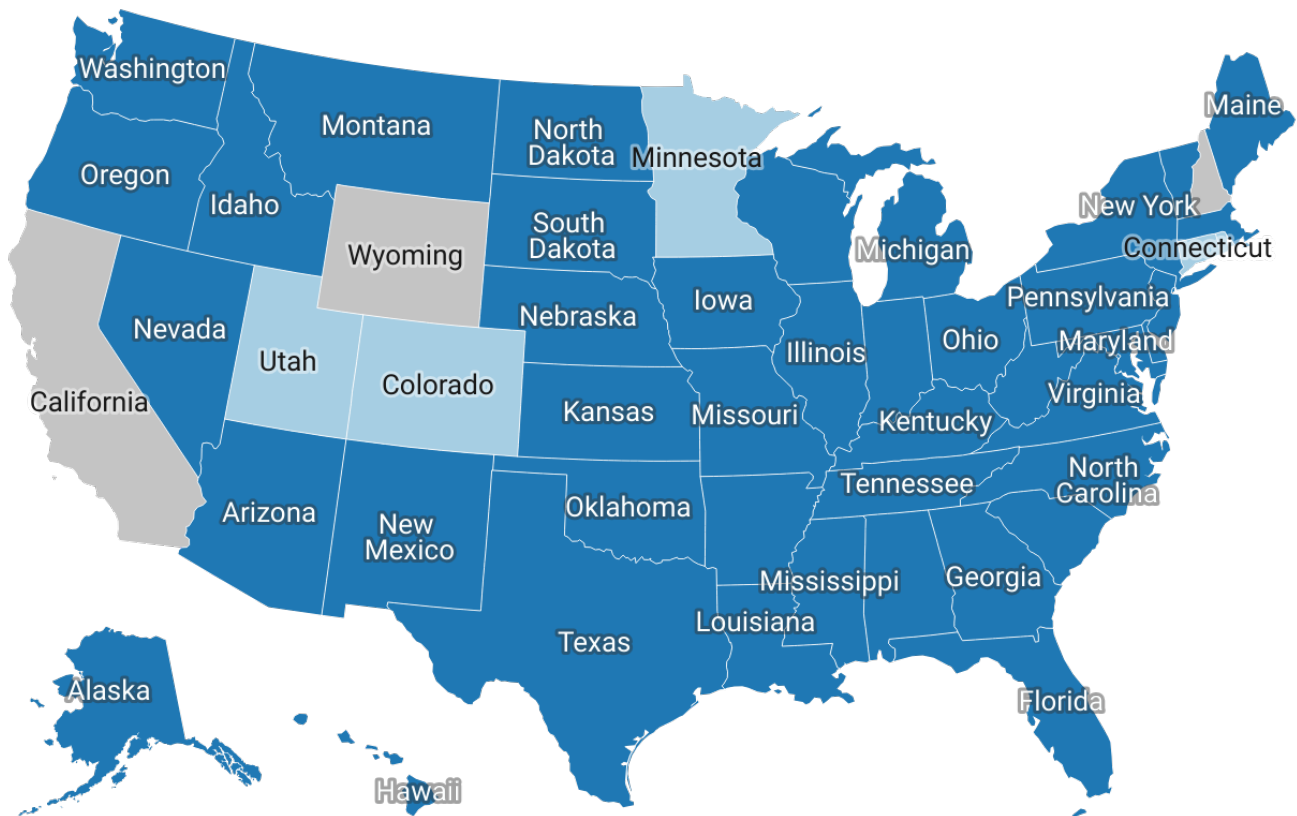 Washington
Montana
North
Dakota
Minnesota
Maine
Oregon
Idaho
New York
Wyoming
South
Dakota
Michigan
Connecticut
Nevada
Nebraska
Iowa
Pennsylvania
Utah
Colorado
Illinois
Ohio
Maryland
California
Kansas
Missouri
Kentucky
Virginia
Arizona
New
Mexico
Oklahoma
Tennessee
North
Carolina
Mississippi
Georgia
Louisiana
Texas
Alaska
Florida
Hawaii